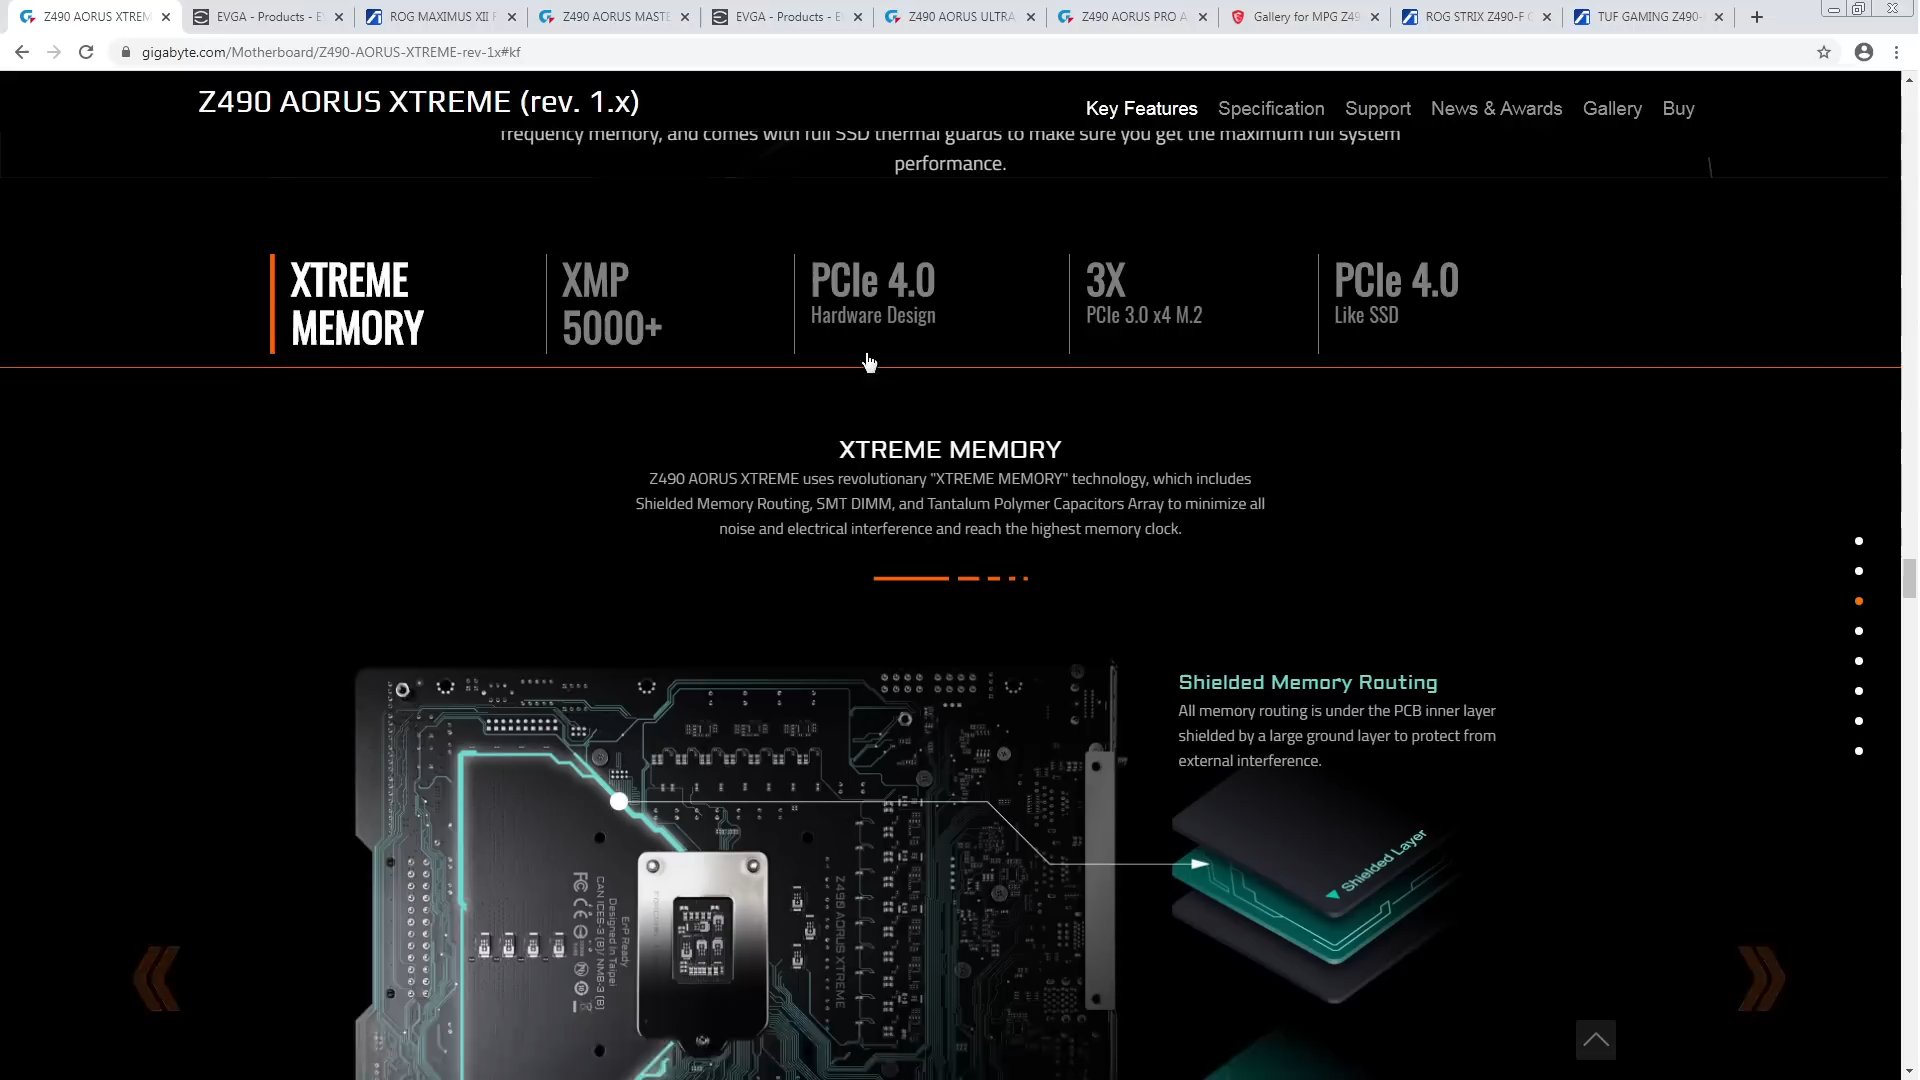 Z490 AORUS XTREM
EVGA - Products - E
ROG MAXIMUS XII F
Z490 AORUS MASTE
EVGA - Products - E
Z490 AORUS ULTRA
Z490 AORUS PRO A
Gallery for MPG Z49
ROG STRIX Z490-F G
TUF GAMING Z490-
gigabyte.com/Motherboard/Z490-AORUS-XTREME-rev-1x#kf
Z490 AORUS XTREME (rev. 1.x)
Key Features
Specification
Support
News & Awards
Gallery
Buy
frequency memory, and comes with full SSD thermal guards to make sure you get the maximum full system
performance.
XTREME
MEMORY
XMP
5000+
PCIe 4.0
Hardware Design
3X
PCIe 3.0 x4 M.2
PCIe 4.0
Like SSD
XTREME MEMORY
Z490 AORUS XTREME uses revolutionary "XTREME MEMORY" technology, which includes
Shielded Memory Routing, SMT DIMM, and Tantalum Polymer Capacitors Array to minimize all
noise and electrical interference and reach the highest memory clock.
Shielded Memory Routing
All memory routing is under the PCB inner layer
shielded by a large ground layer to protect from
external interference.
Shielded Layer
ErP Ready
Designed in Taipei
CAN ICES-3 (B)/ NMB-3 (B)
FC CE
Z490 AORUS XTREME